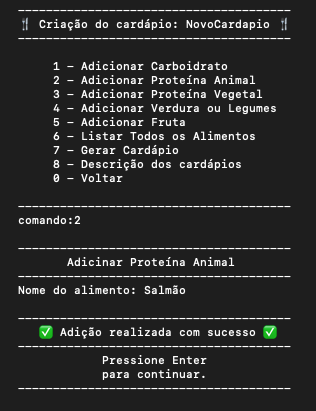 ---------------------------------------
🍴 Criação do cardápio: NovoCardapio 🍴
---------------------------------------
1 - Adicionar Carboidrato
2 - Adicionar Proteína Animal
3 - Adicionar Proteína Vegetal
4 - Adicionar Verdura ou Legumes
5 - Adicionar Fruta
6 - Listar Todos os Alimentos
7 - Gerar Cardápio
8 - Descrição dos cardápios
0 - Voltar
---------------------------------------
comando:2
---------------------------------------
Adicinar Proteína Animal
---------------------------------------
Nome do alimento: Salmão
---------------------------------------
✅ Adição realizada com sucesso ✅
---------------------------------------
Pressione Enter
para continuar.
---------------------------------------